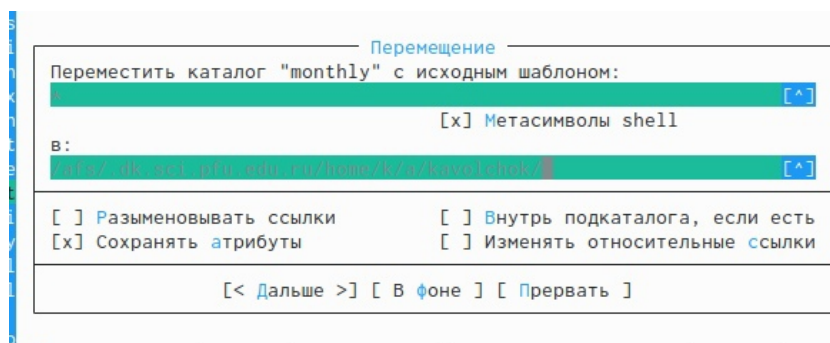 Перемещение
Переместить каталог "monthly" с исходным шаблоном:
* [^]
[x] Метасимволы shell
в:
/afs/.dk.sci.pfu.edu.ru/home/k/a/kavolchok/ [^]
[ ] Разыменовывать ссылки [ ] Внутрь подкаталога, если есть
[x] Сохранять атрибуты [ ] Изменять относительные ссылки
[< Дальше >] [ В фоне ] [ Прервать ]